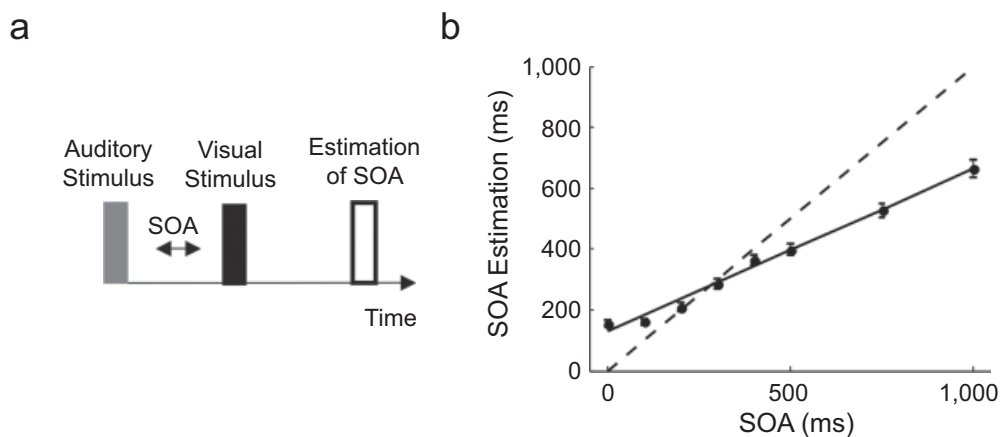 a
Auditory
Stimulus
SOA
Visual
Stimulus
Estimation
of SOA
Time
b
SOA Estimation (ms)
1,000
800
600
400
200
0
0
500
1,000
SOA (ms)